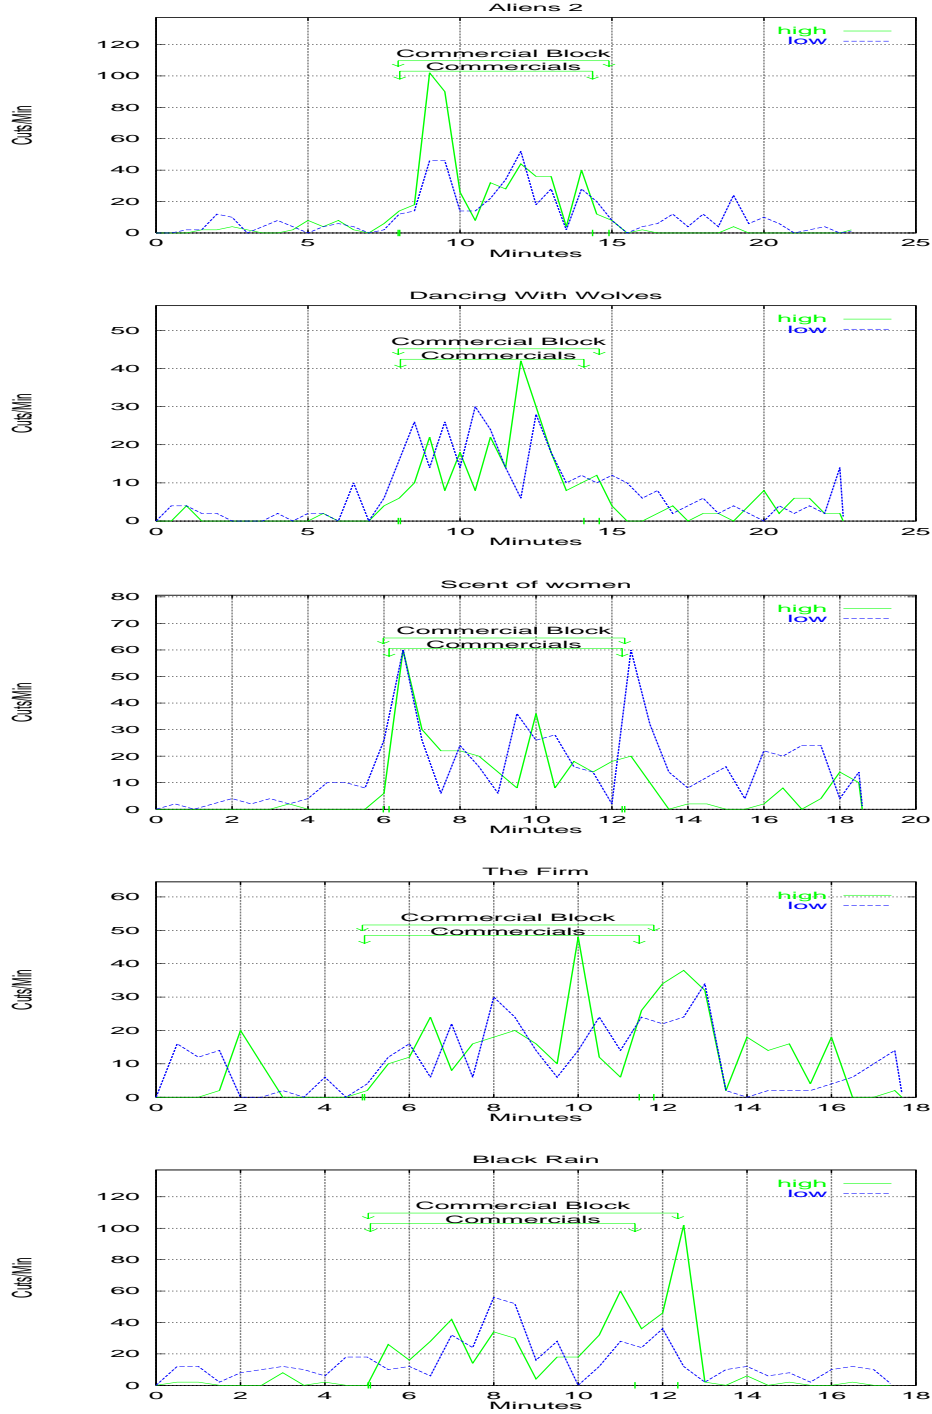 Aliens 2
high
low
Commercial Block
Commercials
120
100
80
60
40
20
0
Cuts/Min
0 5 10 15 20 25
Minutes
Dancing With Wolves
high
low
Commercial Block
Commercials
50
40
30
20
10
0
Cuts/Min
0 5 10 15 20 25
Minutes
Scent of women
high
low
Commercial Block
Commercials
80
70
60
50
40
30
20
10
0
Cuts/Min
0 2 4 6 8 10 12 14 16 18 20
Minutes
The Firm
high
low
Commercial Block
Commercials
60
50
40
30
20
10
0
Cuts/Min
0 2 4 6 8 10 12 14 16 18
Minutes
Black Rain
high
low
Commercial Block
Commercials
120
100
80
60
40
20
0
Cuts/Min
0 2 4 6 8 10 12 14 16 18
Minutes